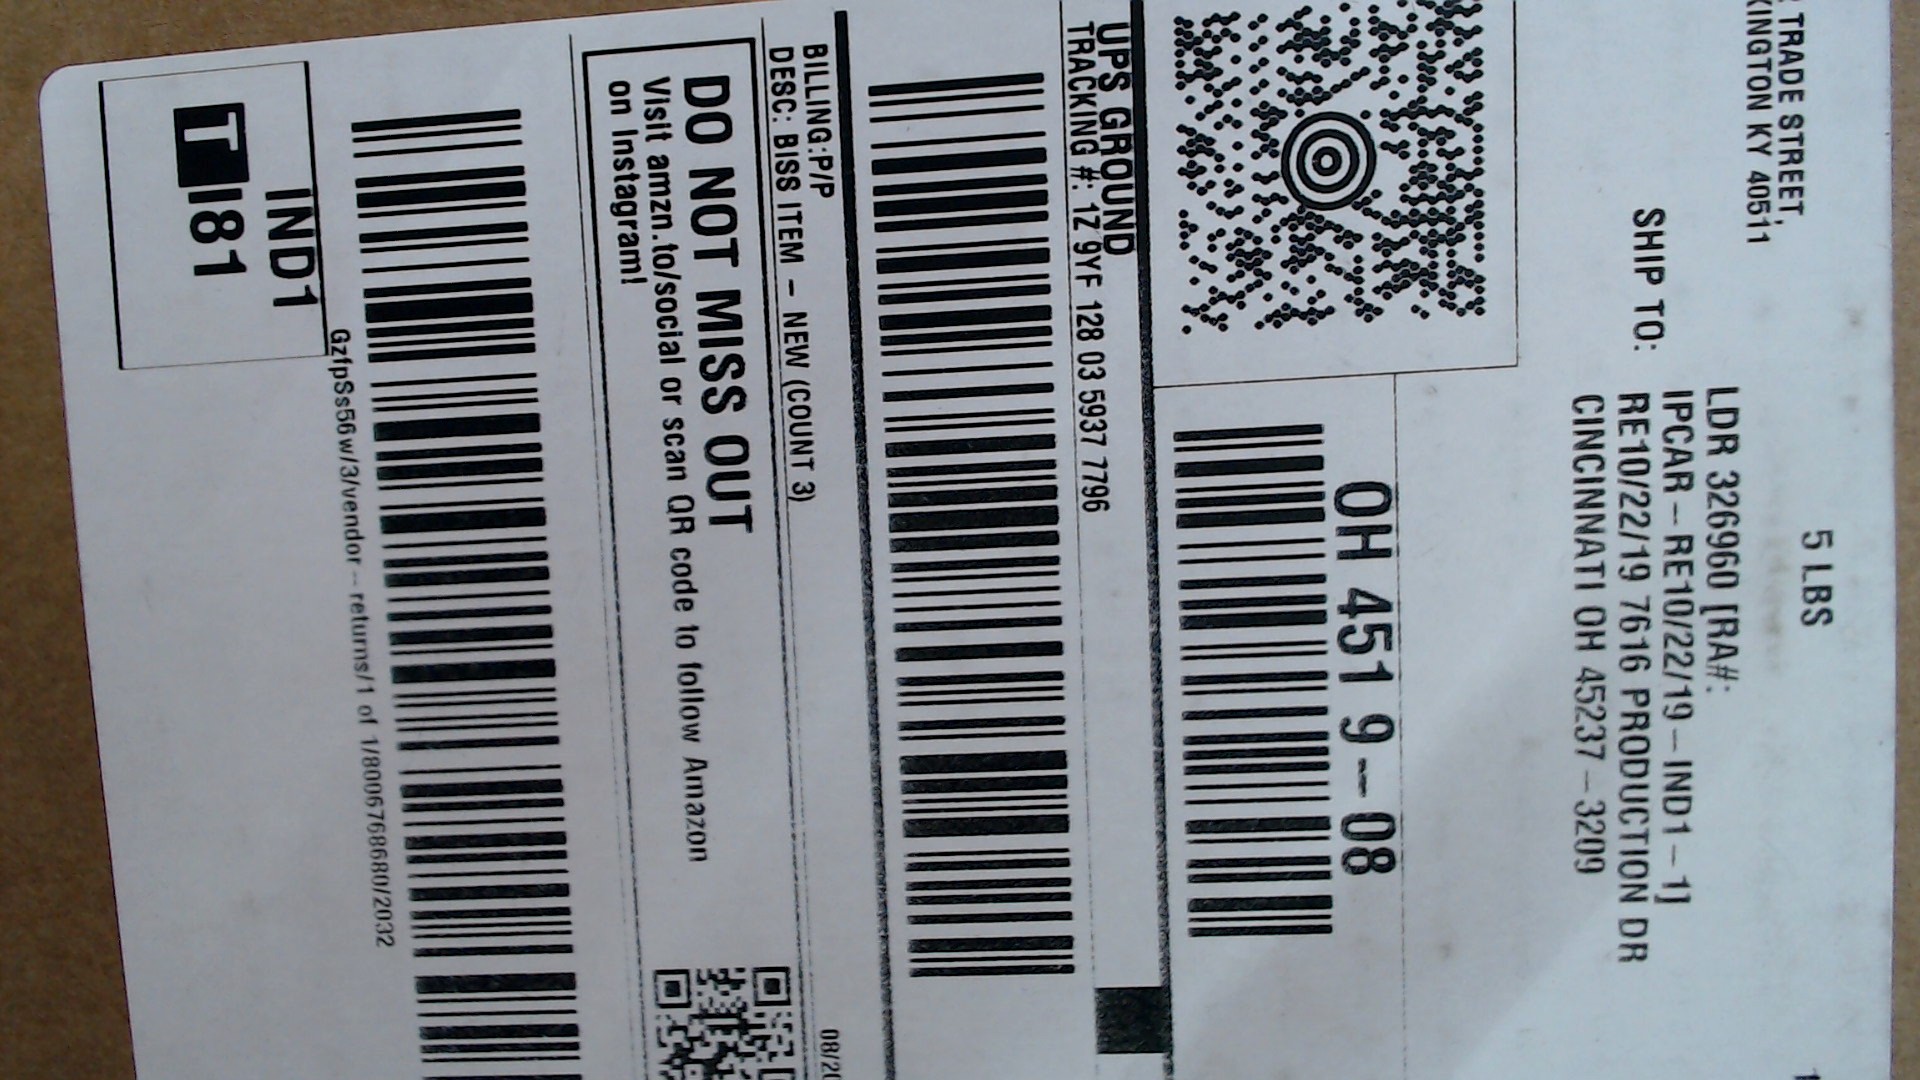 TRADE STREET,
KY 40511
5 LBS
SHIP TO:
LDR 326960 [RA#:
IPCAR - RE10/22/19 - IND1 - 1]
RE10/22/19 7616 PRODUCTION DR
CINCINNATI OH 45237-3209
OH 451 9-08
UPS GROUND
TRACKING #: 1Z 9YF 128 03 5937 7796
BILLING:P/P
DESC: BISS ITEM - NEW (COUNT 3)
DO NOT MISS OUT
Visit amzn.to/social or scan QR code to follow Amazon
on Instagram!
GzfpSs56w/3/vendor-returns/1 of 1/800676868​0/2032
IND1
T181